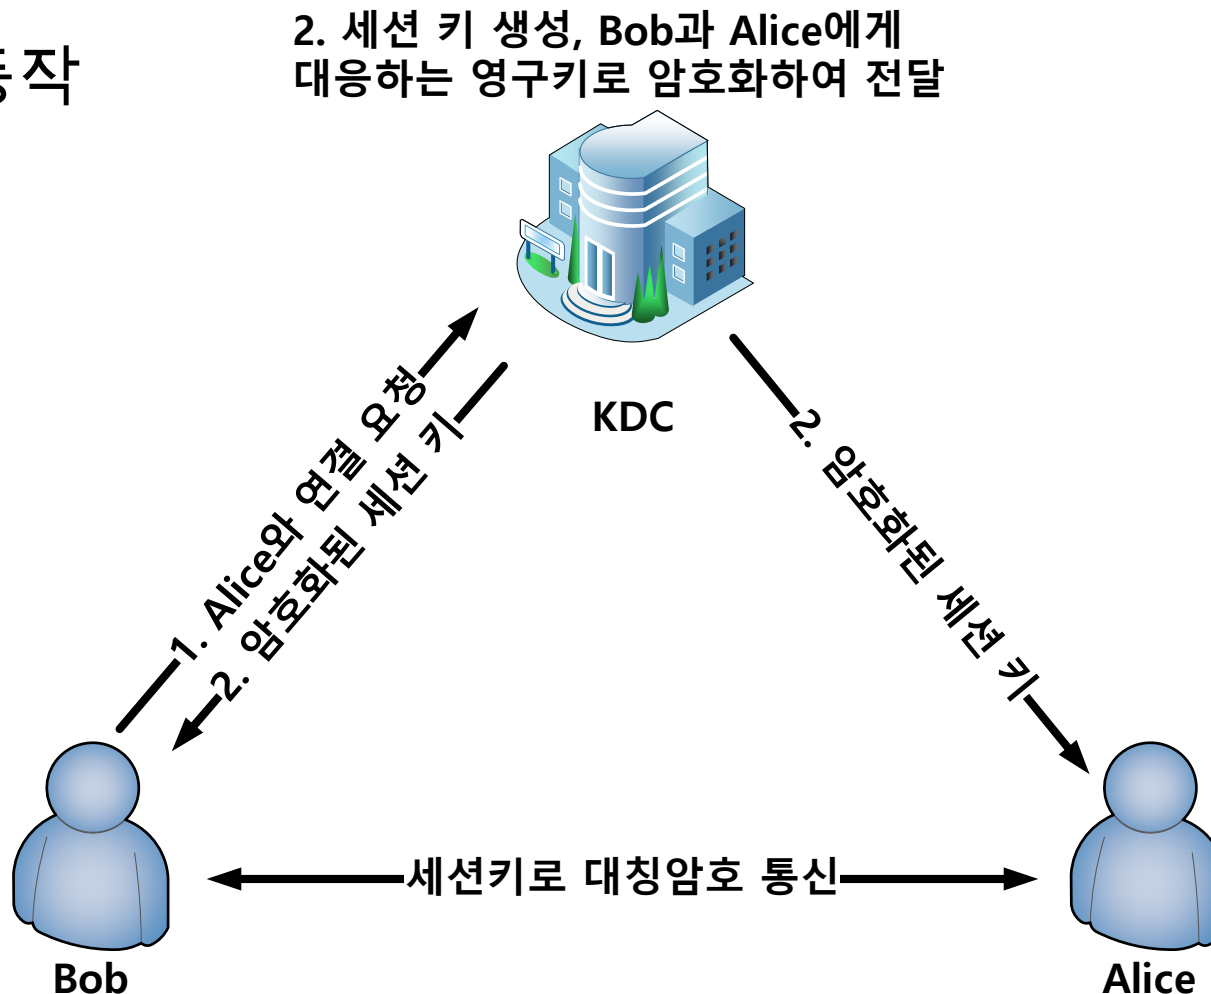 2. 세션 키 생성, Bob과 Alice에게
대응하는 영구키로 암호화하여 전달
동작
KDC
1. Alice와 연결 요청
2. 암호화된 세션 키
2. 암호화된 세션 키
세션키로 대칭암호 통신
Bob
Alice